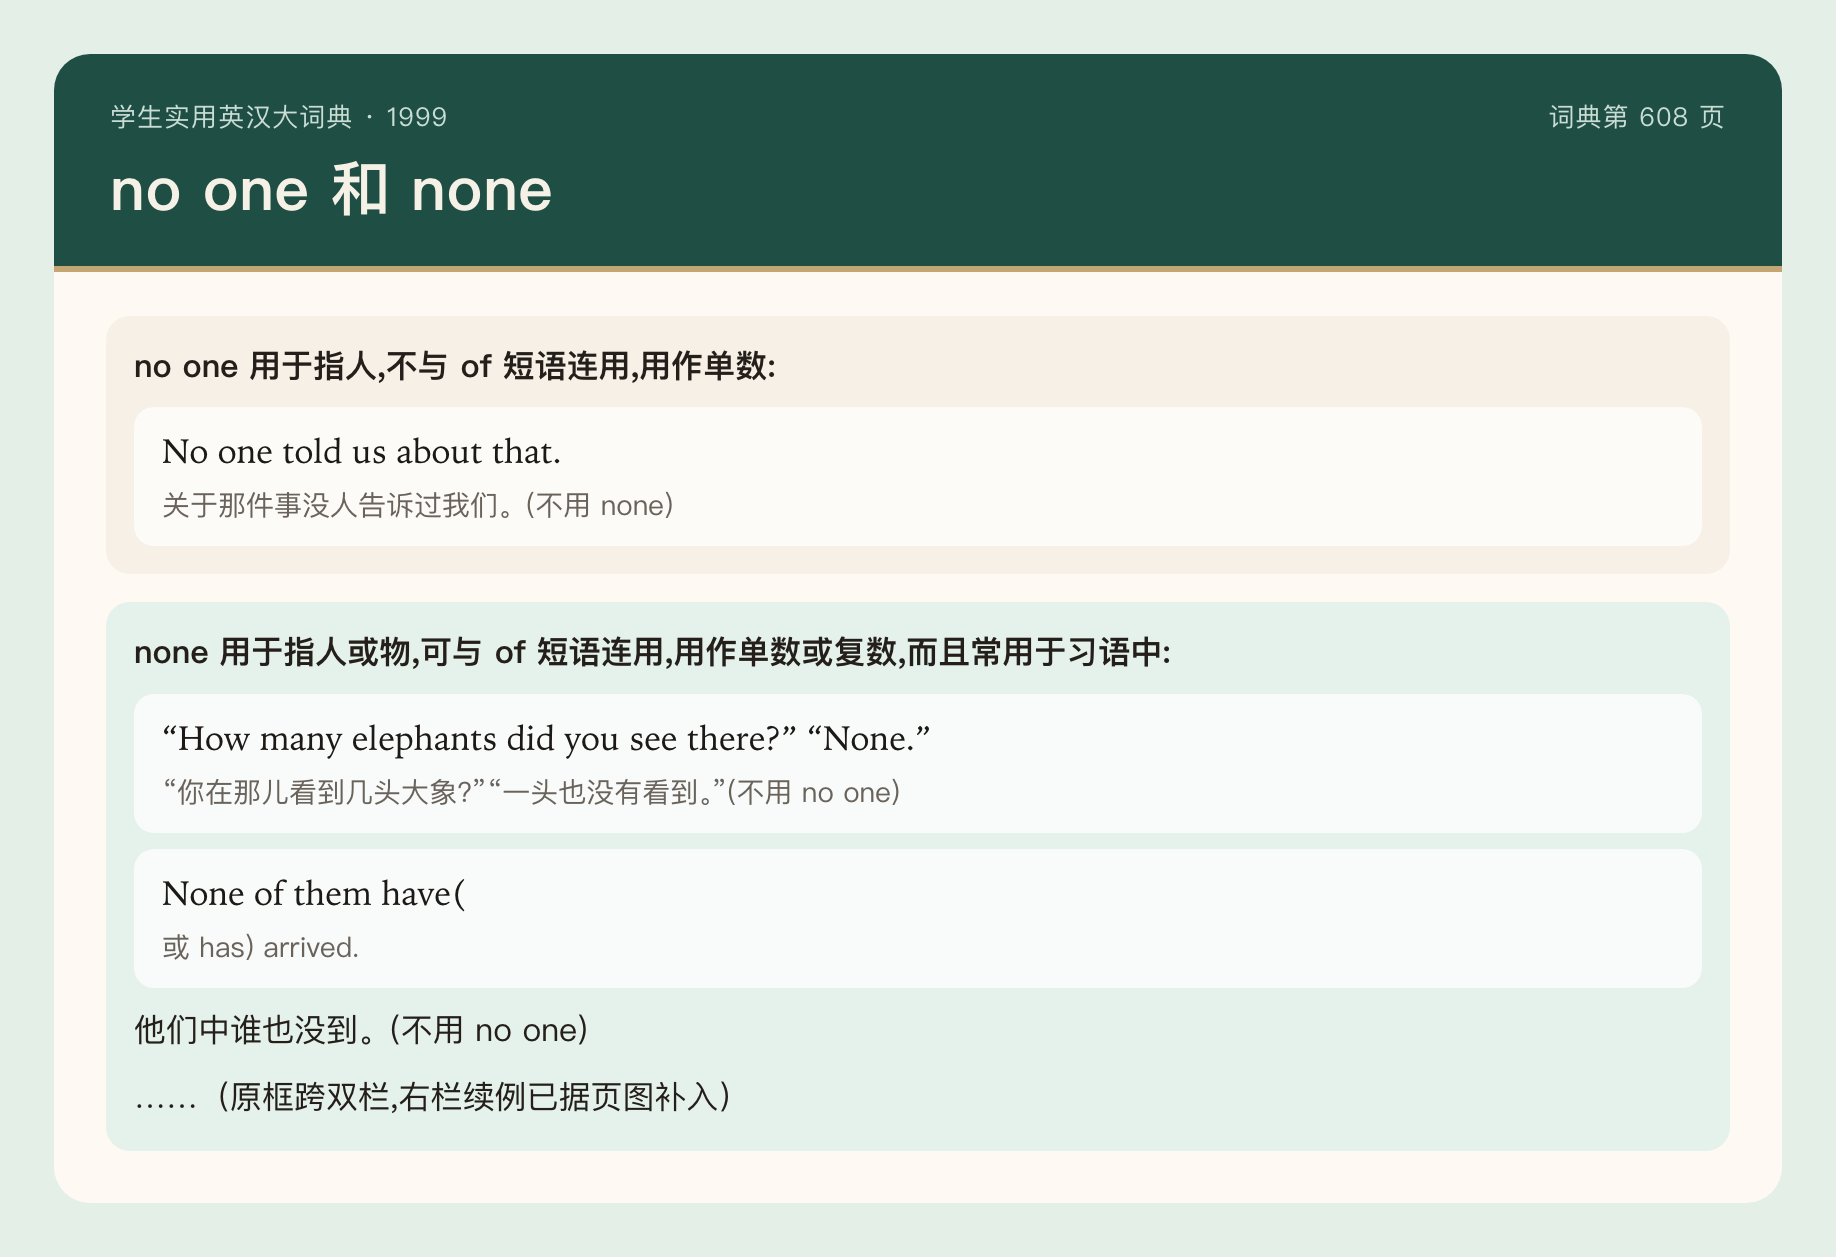 学生实用英汉大词典 · 1999
词典第 608 页
no one 和 none
no one 用于指人,不与 of 短语连用,用作单数:
No one told us about that.
关于那件事没人告诉过我们。(不用 none)
none 用于指人或物,可与 of 短语连用,用作单数或复数,而且常用于习语中:
“How many elephants did you see there?” “None.”
“你在那儿看到几头大象?”“一头也没有看到。”(不用 no one)
None of them have(
或 has) arrived.
他们中谁也没到。(不用 no one)
……（原框跨双栏,右栏续例已据页图补入）